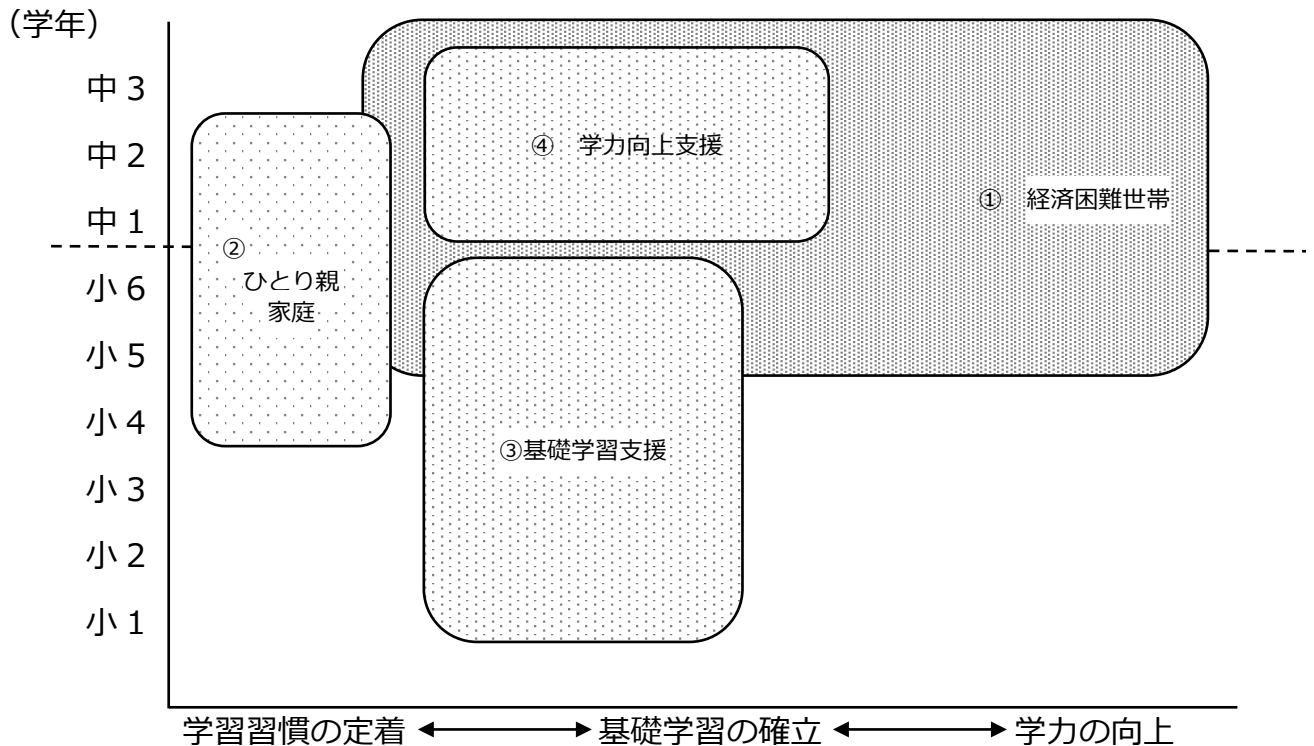 （学年）
中３
中２
中１
小６
小５
小４
小３
小２
小１
④　学力向上支援
①　経済困難世帯
②
ひとり親
家庭
③基礎学習支援
学習習慣の定着
基礎学習の確立
学力の向上